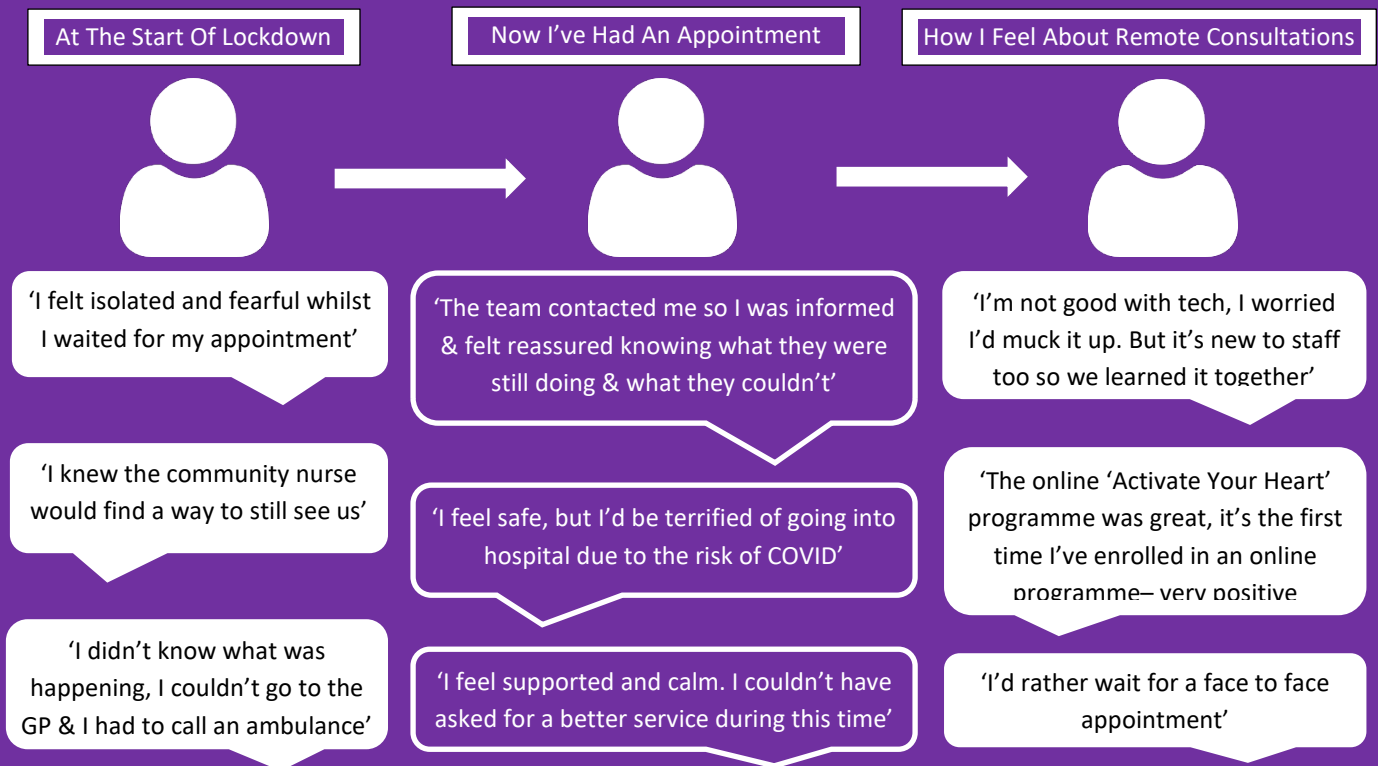 At The Start Of Lockdown
‘I felt isolated and fearful whilst
I waited for my appointment’
‘I knew the community nurse
would find a way to still see us’
‘I didn’t know what was
happening, I couldn’t go to the
GP & I had to call an ambulance’
Now I’ve Had An Appointment
‘The team contacted me so I was informed
& felt reassured knowing what they were
still doing & what they couldn’t’
‘I feel safe, but I’d be terrified of going into
hospital due to the risk of COVID’
‘I feel supported and calm. I couldn’t have
asked for a better service during this time’
How I Feel About Remote Consultations
‘I’m not good with tech, I worried
I’d muck it up. But it’s new to staff
too so we learned it together’
‘The online ‘Activate Your Heart’
programme was great, it’s the first
time I’ve enrolled in an online
programme– very positive
‘I’d rather wait for a face to face
appointment’